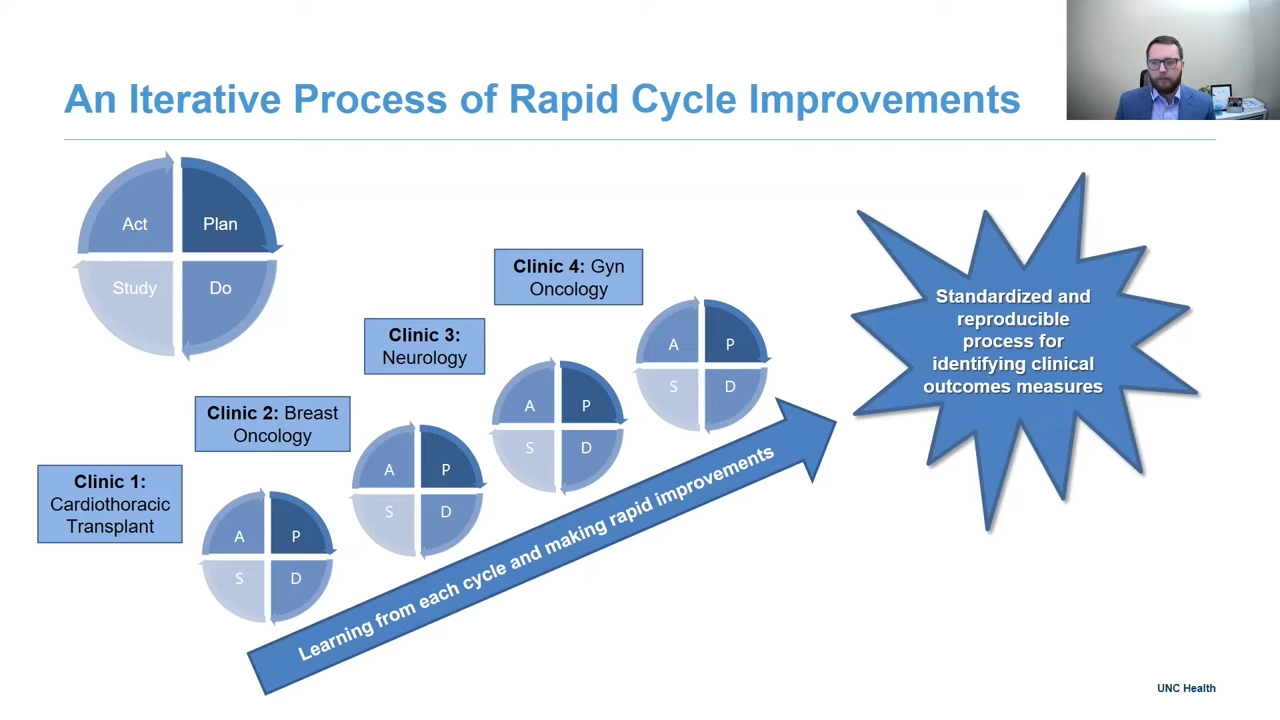 An Iterative Process of Rapid Cycle Improvements
Act
Plan
Study
Do
Clinic 1:
Cardiothoracic
Transplant
A
P
S
D
Clinic 2: Breast
Oncology
A
P
S
D
Clinic 3:
Neurology
A
P
S
D
Clinic 4: Gyn
Oncology
A
P
S
D
Learning from each cycle and making rapid improvements
Standardized and
reproducible
process for
identifying clinical
outcomes measures
UNC Health